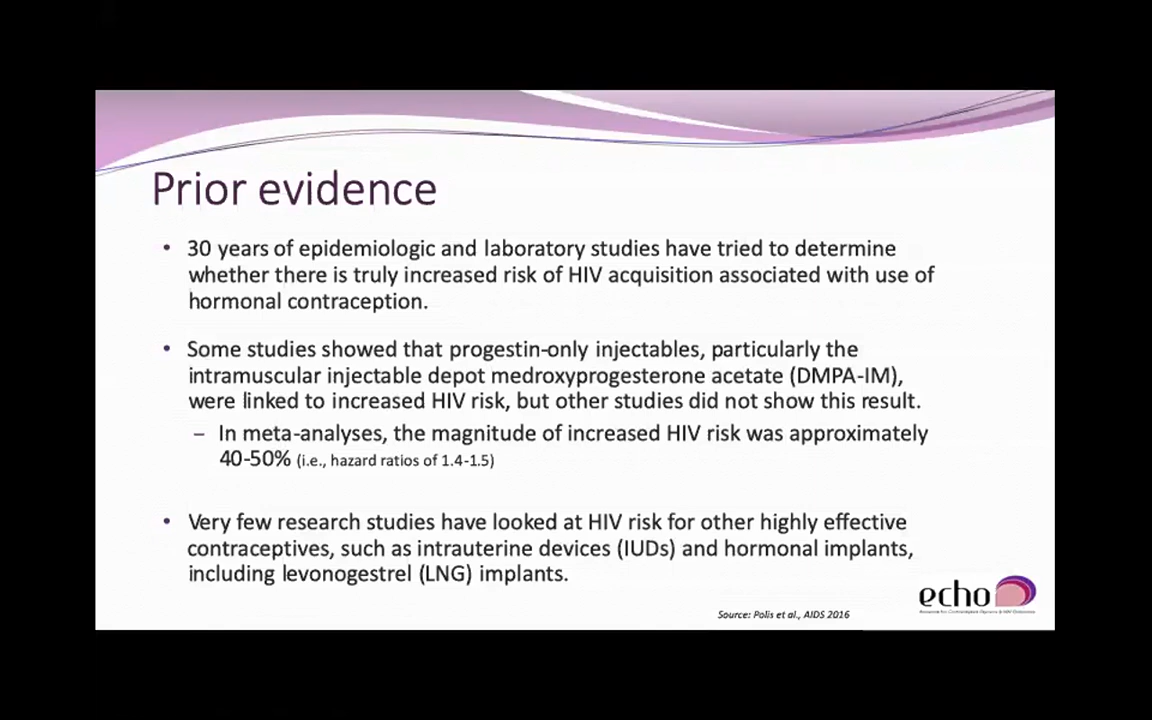 Prior evidence
• 30 years of epidemiologic and laboratory studies have tried to determine
whether there is truly increased risk of HIV acquisition associated with use of
hormonal contraception.
• Some studies showed that progestin-only injectables, particularly the
intramuscular injectable depot medroxyprogesterone acetate (DMPA-IM),
were linked to increased HIV risk, but other studies did not show this result.
– In meta-analyses, the magnitude of increased HIV risk was approximately
40-50% (i.e., hazard ratios of 1.4-1.5)
• Very few research studies have looked at HIV risk for other highly effective
contraceptives, such as intrauterine devices (IUDs) and hormonal implants,
including levonogestrel (LNG) implants.
echo
Source: Polis et al., AIDS 2016